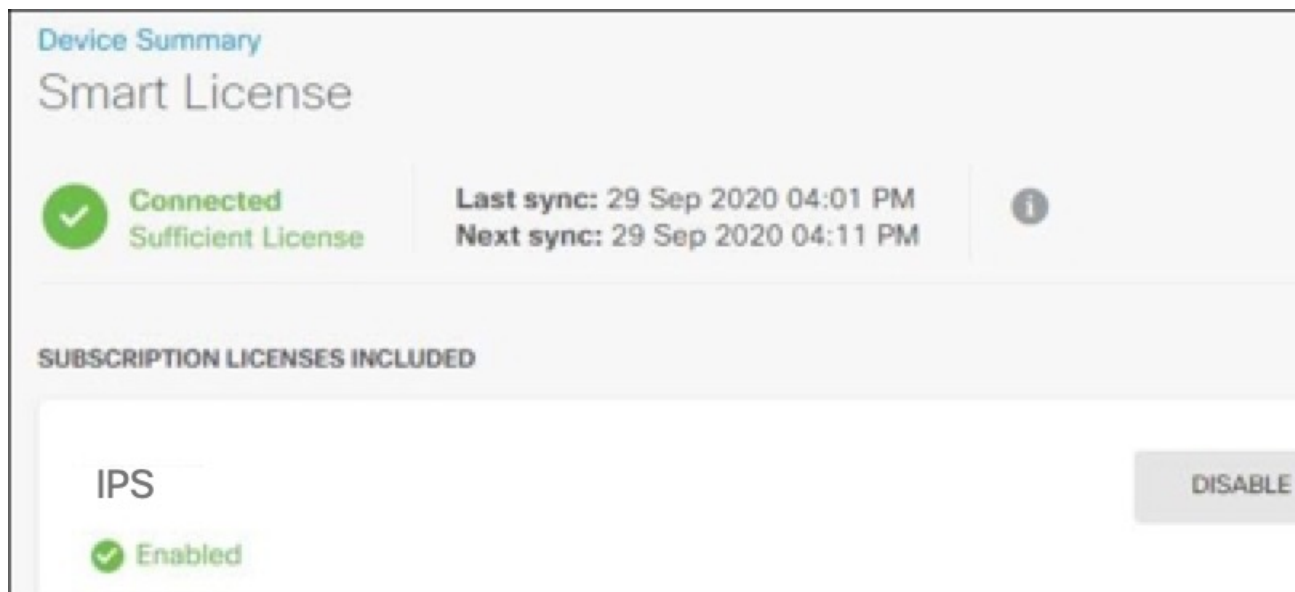 Device Summary
Smart License
Connected
Sufficient License
Last sync: 29 Sep 2020 04:01 PM
Next sync: 29 Sep 2020 04:11 PM
i
SUBSCRIPTION LICENSES INCLUDED
IPS
DISABLE
Enabled